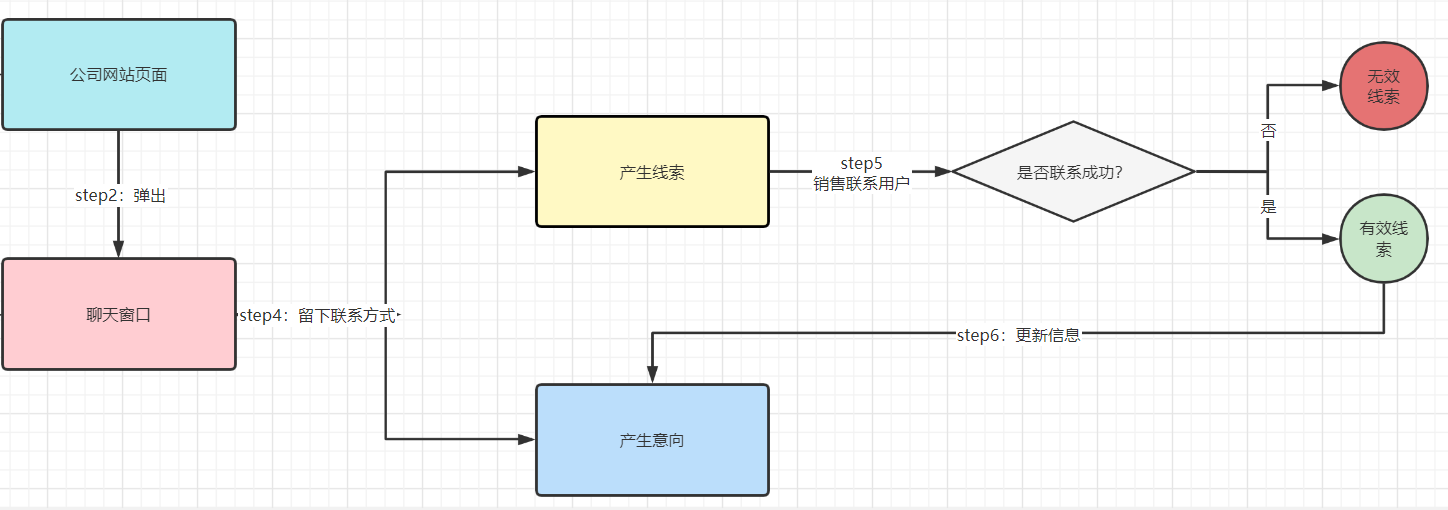 公司网站页面
step2：弹出
聊天窗口
step4：留下联系方式
产生线索
step5
销售联系用户
是否联系成功？
否
是
无效
线索
有效线
索
step6：更新信息
产生意向